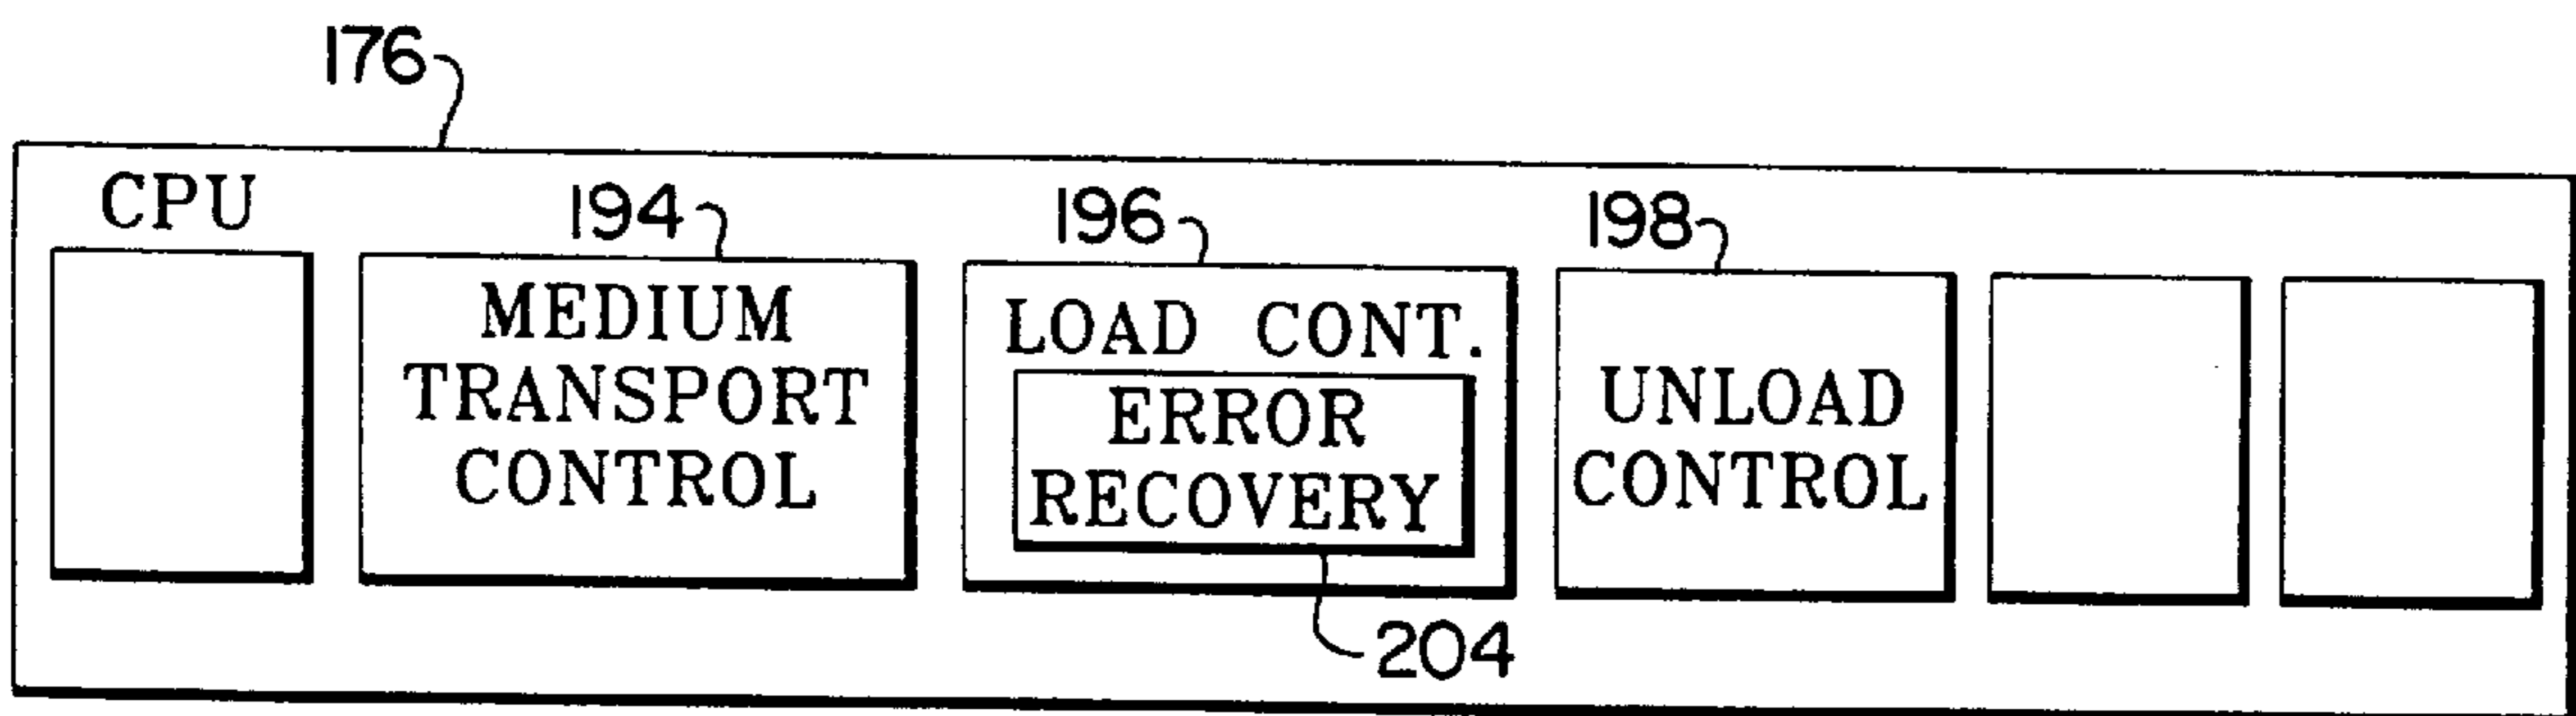 176
CPU
194
196
198
MEDIUM
TRANSPORT
CONTROL
LOAD CONT.
ERROR
RECOVERY
UNLOAD
CONTROL
204